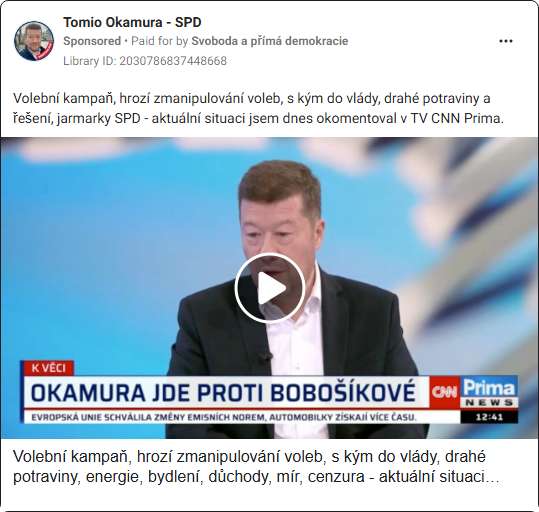 Tomio Okamura - SPD
Sponsored • Paid for by Svoboda a přímá demokracie
Library ID: 2030786837448668
Volební kampaň, hrozí zmanipulování voleb, s kým do vlády, drahé potraviny a
řešení, jarmarky SPD - aktuální situaci jsem dnes okomentoval v TV CNN Prima.
K VĚCI
OKAMURA JDE PROTI BOBOŠÍKOVÉ
CNN Prima
NEWS
EVROPSKÁ UNIE SCHVÁLILA ZMĚNY EMISNÍCH NOREM, AUTOMOBILKY ZÍSKAJÍ VÍCE ČASU.
12:41
Volební kampaň, hrozí zmanipulování voleb, s kým do vlády, drahé
potraviny, energie, bydlení, důchody, mír, cenzura - aktuální situaci...